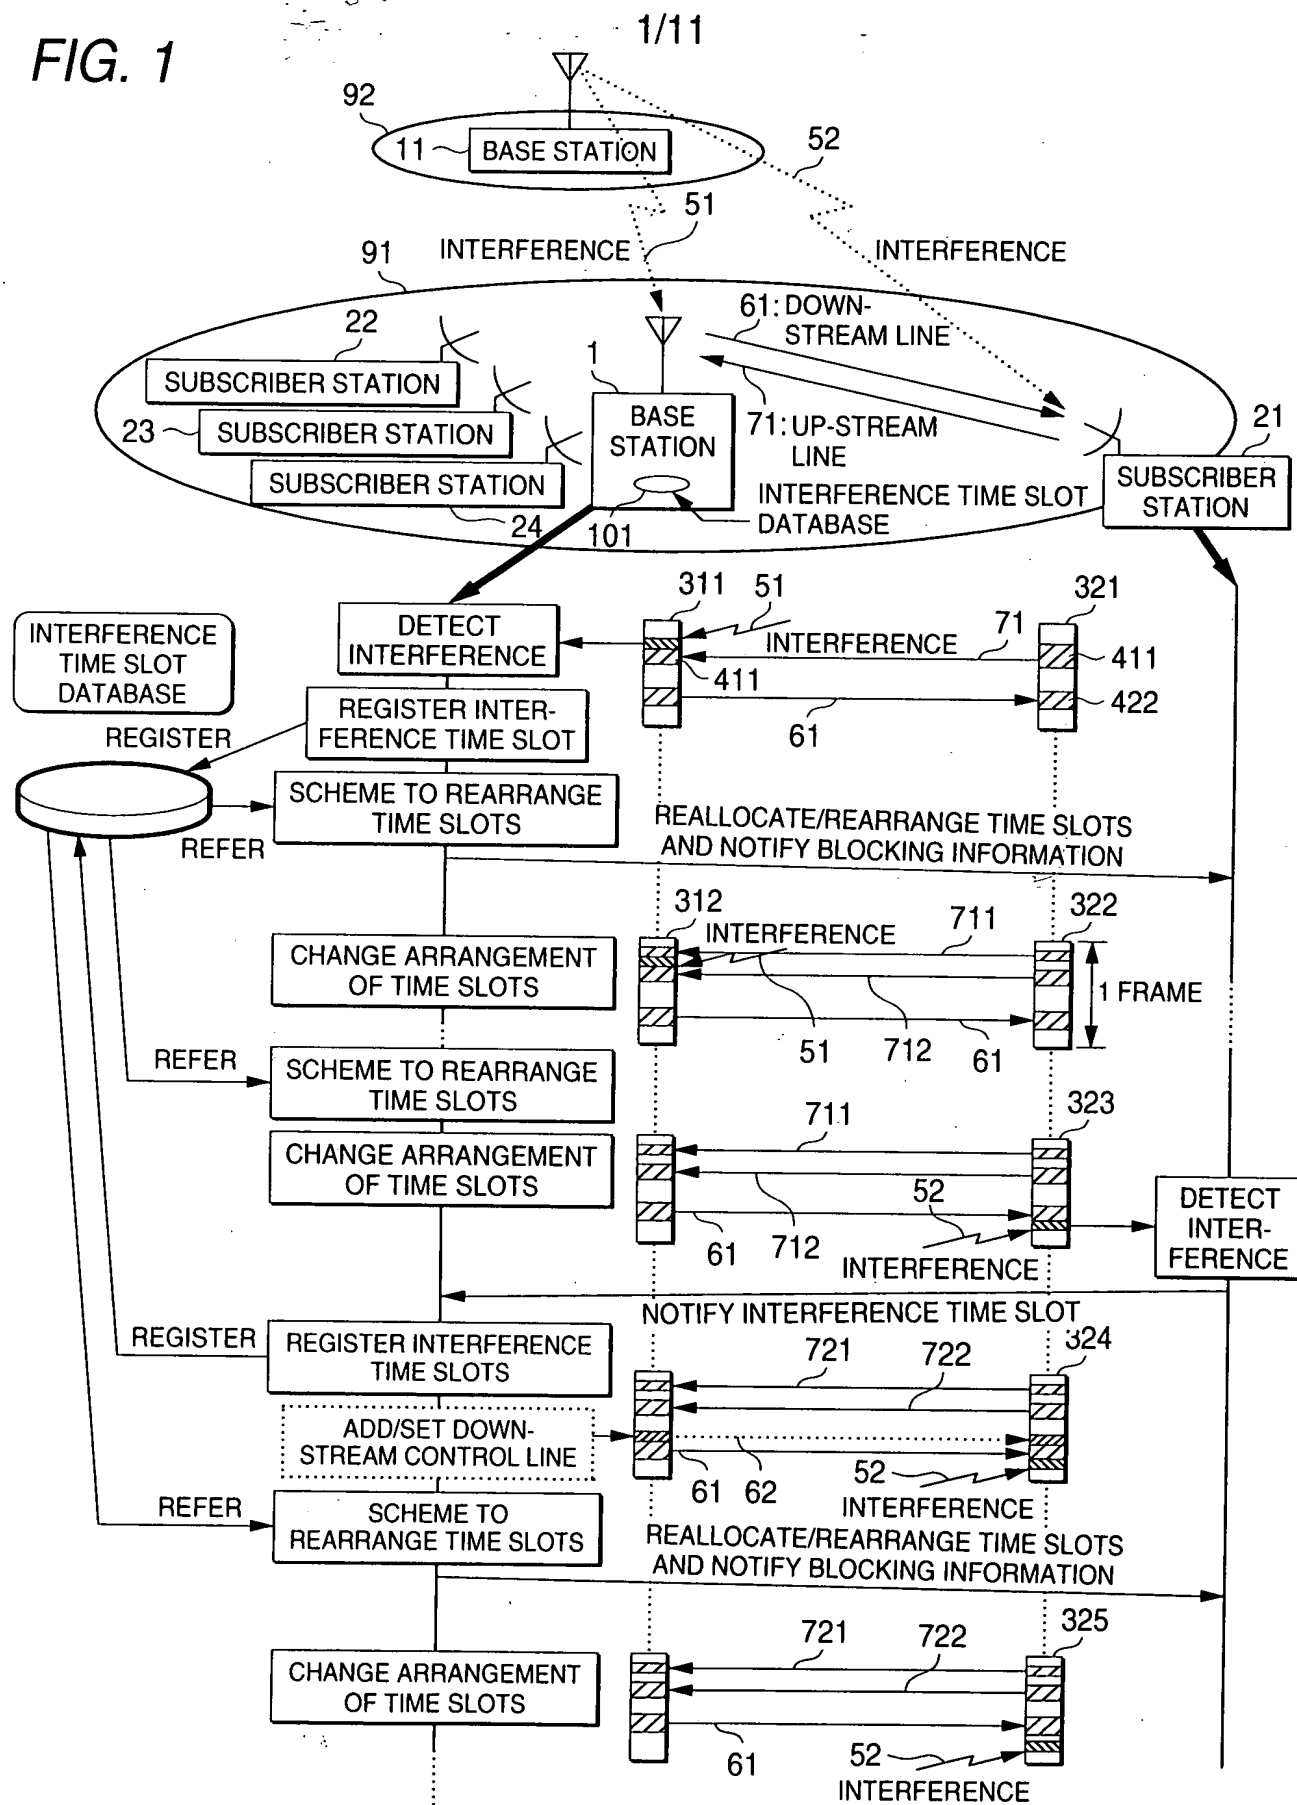 1/11
FIG. 1
92
11
BASE STATION
52
51
INTERFERENCE
INTERFERENCE
91
22
SUBSCRIBER STATION
23
SUBSCRIBER STATION
SUBSCRIBER STATION
24
1
BASE
STATION
101
61: DOWN-
STREAM LINE
71: UP-STREAM
LINE
INTERFERENCE TIME SLOT
DATABASE
21
SUBSCRIBER
STATION
INTERFERENCE
TIME SLOT
DATABASE
DETECT
INTERFERENCE
311
51
INTERFERENCE
71
321
411
411
422
61
REGISTER INTER-
FERENCE TIME SLOT
REGISTER
SCHEME TO REARRANGE
TIME SLOTS
REFER
REALLOCATE/REARRANGE TIME SLOTS
AND NOTIFY BLOCKING INFORMATION
312
INTERFERENCE
711
322
CHANGE ARRANGEMENT
OF TIME SLOTS
1 FRAME
51
712
61
REFER
SCHEME TO REARRANGE
TIME SLOTS
711
323
CHANGE ARRANGEMENT
OF TIME SLOTS
52
61
712
INTERFERENCE
DETECT
INTER-
FERENCE
NOTIFY INTERFERENCE TIME SLOT
REGISTER
REGISTER INTERFERENCE
TIME SLOTS
721
722
324
ADD/SET DOWN-
STREAM CONTROL LINE
61
62
52
INTERFERENCE
REFER
SCHEME TO
REARRANGE TIME SLOTS
REALLOCATE/REARRANGE TIME SLOTS
AND NOTIFY BLOCKING INFORMATION
721
722
325
CHANGE ARRANGEMENT
OF TIME SLOTS
61
52
INTERFERENCE